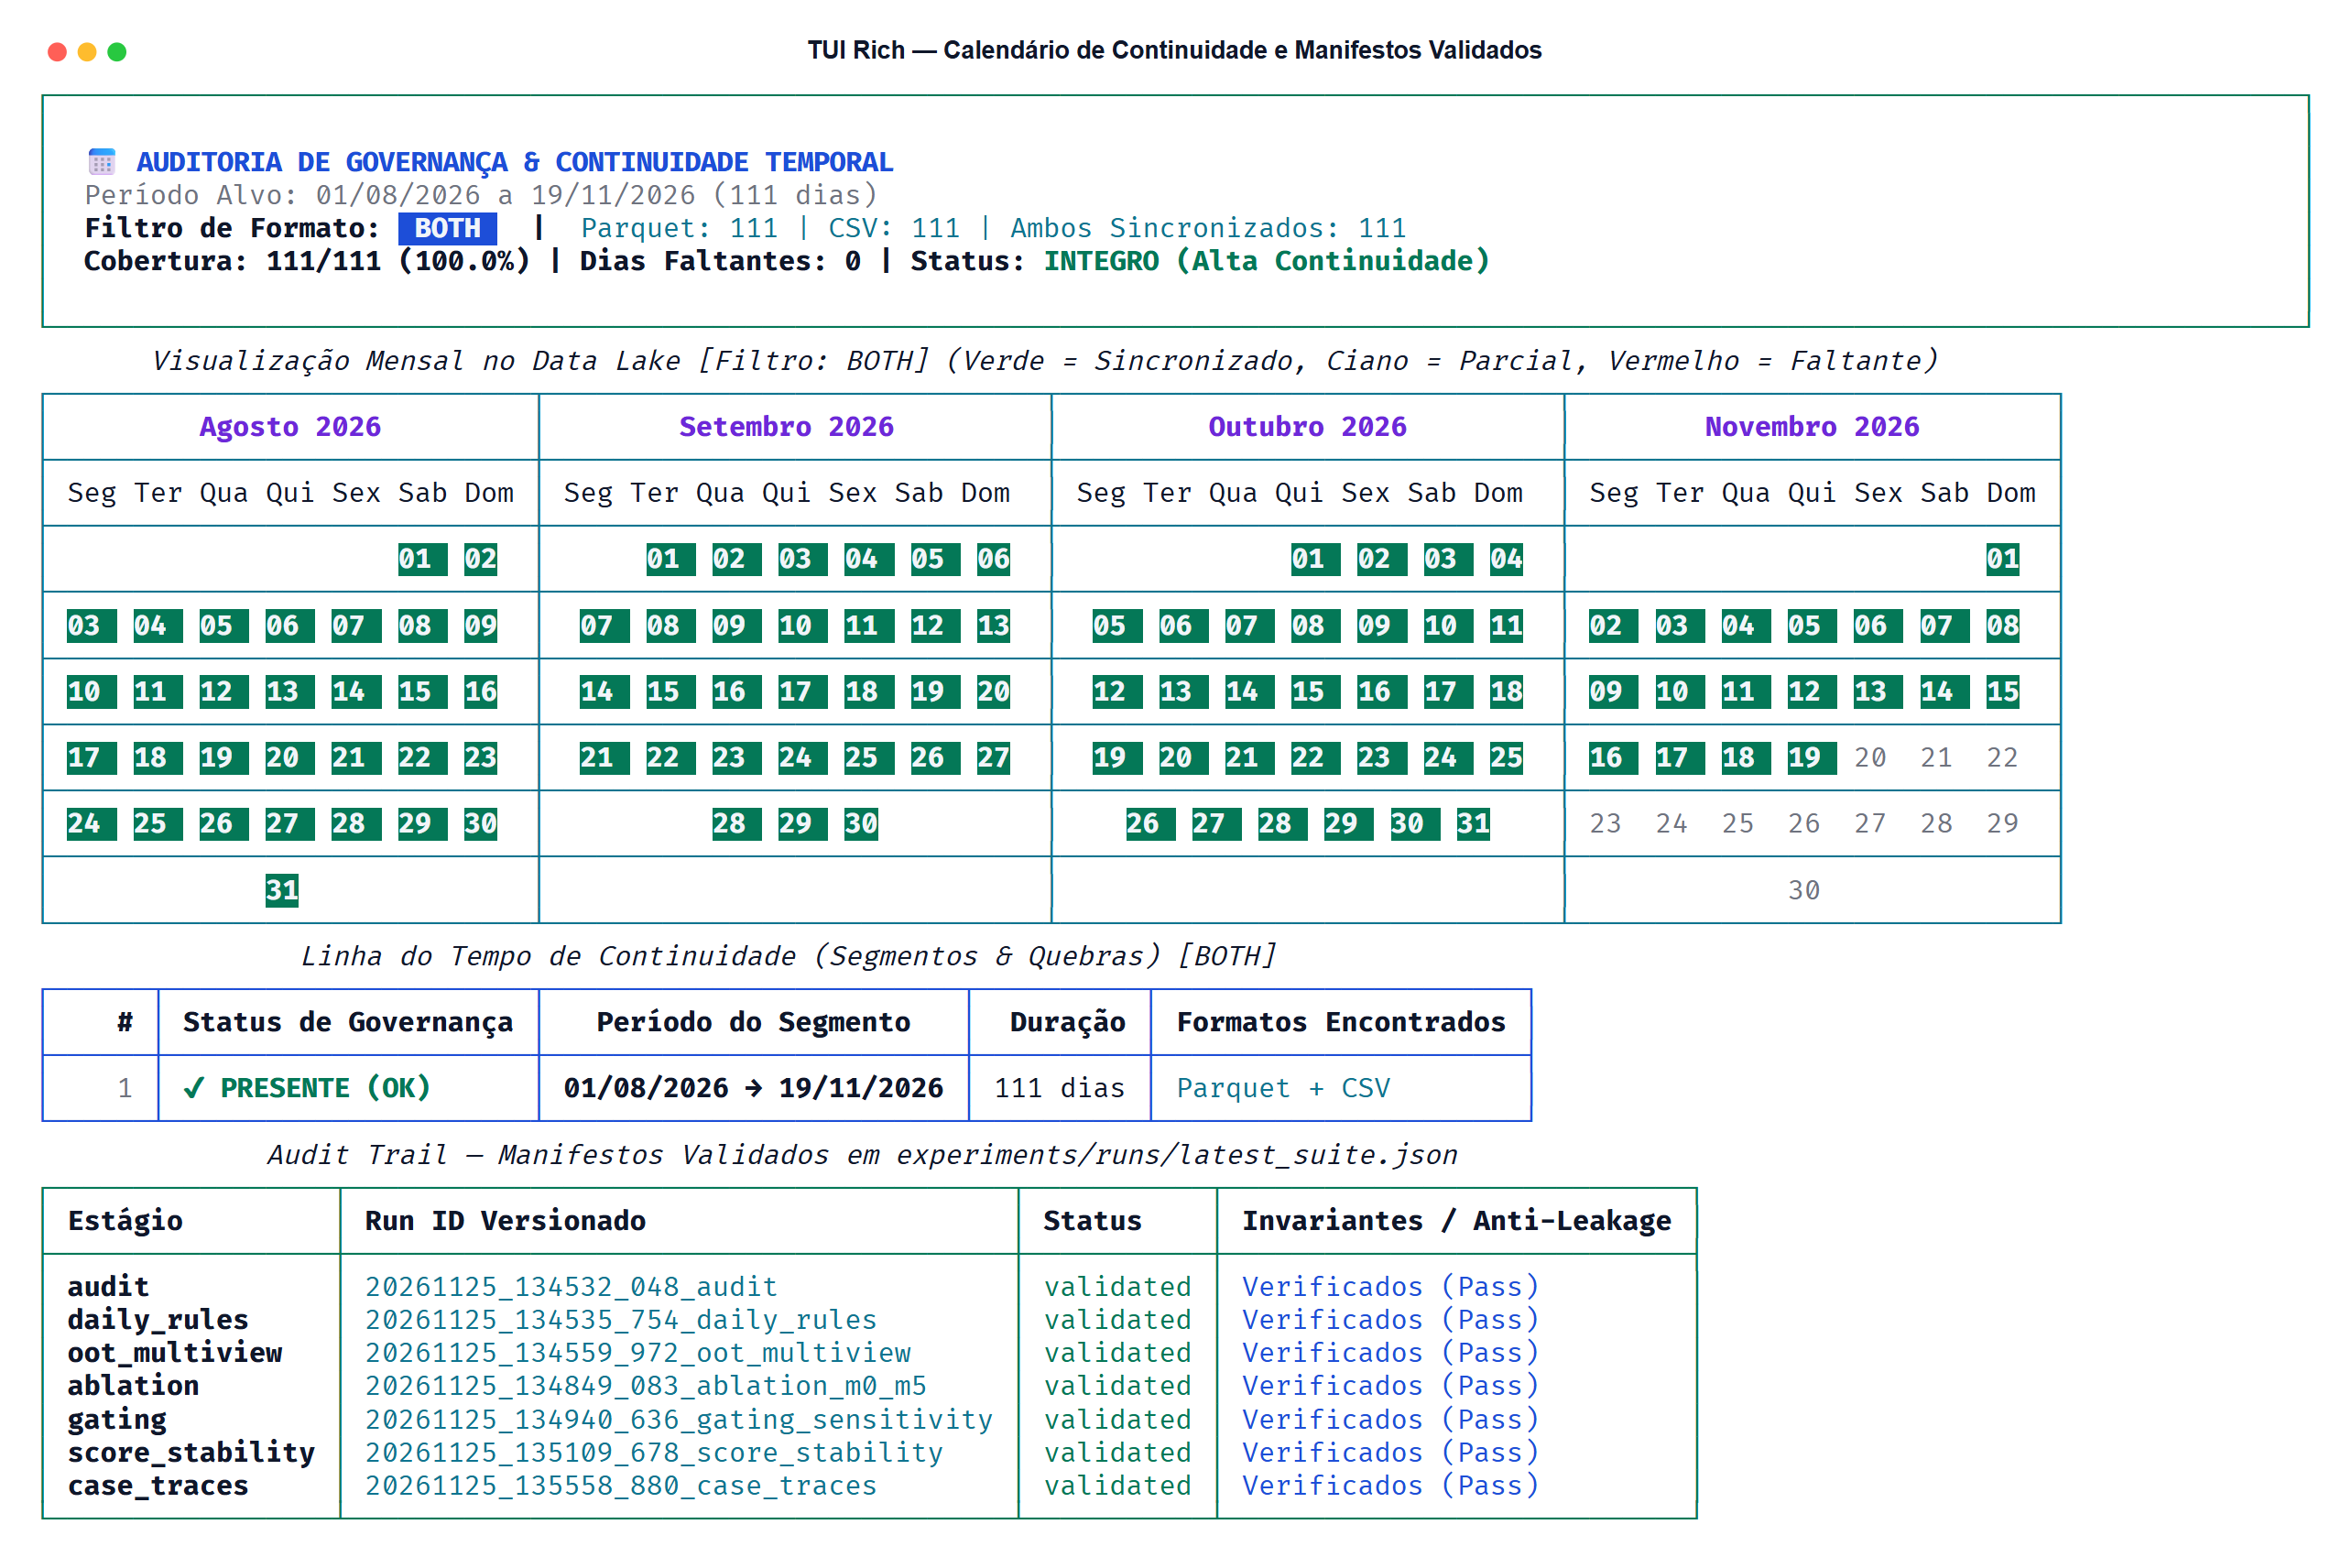 TUI Rich — Calendário de Continuidade e Manifestos Validados
AUDITORIA DE GOVERNANÇA & CONTINUIDADE TEMPORAL
Período Alvo: 01/08/2026 a 19/11/2026 (111 dias)
Filtro de Formato: BOTH | Parquet: 111 | CSV: 111 | Ambos Sincronizados: 111
Cobertura: 111/111 (100.0%) | Dias Faltantes: 0 | Status: INTEGRO (Alta Continuidade)
Visualização Mensal no Data Lake [Filtro: BOTH] (Verde = Sincronizado, Ciano = Parcial, Vermelho = Faltante)
Agosto 2026 Setembro 2026 Outubro 2026 Novembro 2026
Seg Ter Qua Qui Sex Sab Dom Seg Ter Qua Qui Sex Sab Dom Seg Ter Qua Qui Sex Sab Dom Seg Ter Qua Qui Sex Sab Dom
01 02 01 02 03 04 05 06 01 02 03 04 01
03 04 05 06 07 08 09 07 08 09 10 11 12 13 05 06 07 08 09 10 11 02 03 04 05 06 07 08
10 11 12 13 14 15 16 14 15 16 17 18 19 20 12 13 14 15 16 17 18 09 10 11 12 13 14 15
17 18 19 20 21 22 23 21 22 23 24 25 26 27 19 20 21 22 23 24 25 16 17 18 19 20 21 22
24 25 26 27 28 29 30 28 29 30 26 27 28 29 30 31 23 24 25 26 27 28 29
31 30
Linha do Tempo de Continuidade (Segmentos & Quebras) [BOTH]
# Status de Governança Período do Segmento Duração Formatos Encontrados
1 ✔ PRESENTE (OK) 01/08/2026 → 19/11/2026 111 dias Parquet + CSV
Audit Trail — Manifestos Validados em experiments/runs/latest_suite.json
Estágio Run ID Versionado Status Invariantes / Anti-Leakage
audit 20261125_134532_048_audit validated Verificados (Pass)
daily_rules 20261125_134535_754_daily_rules validated Verificados (Pass)
oot_multiview 20261125_134559_972_oot_multiview validated Verificados (Pass)
ablation 20261125_134849_083_ablation_m0_m5 validated Verificados (Pass)
gating 20261125_134940_636_gating_sensitivity validated Verificados (Pass)
score_stability 20261125_135109_678_score_stability validated Verificados (Pass)
case_traces 20261125_135558_880_case_traces validated Verificados (Pass)